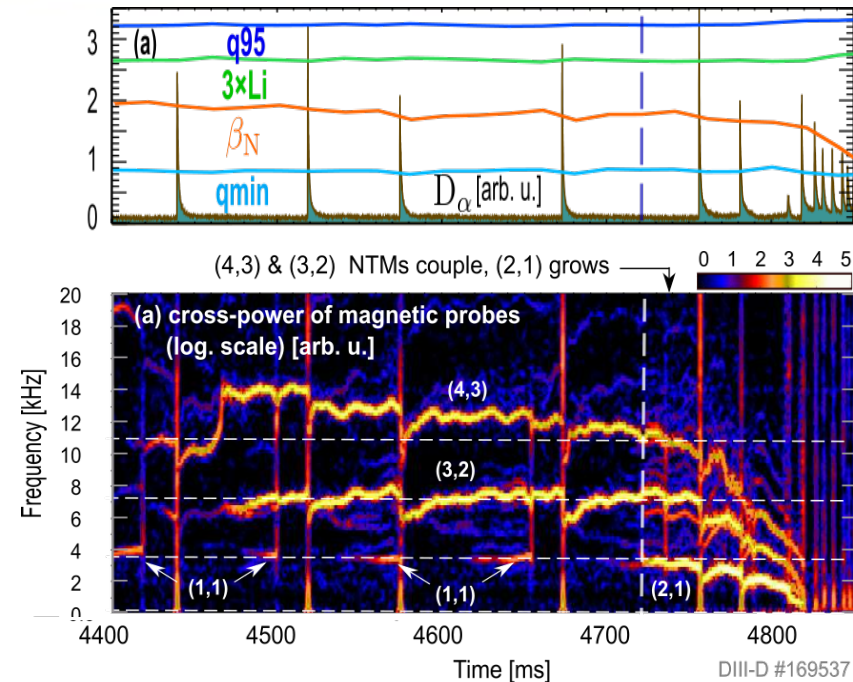 3
2
1
0
(a)
q95
3×Li
βN
qmin
Dα [arb. u.]
(4,3) & (3,2) NTMs couple, (2,1) grows
0 1 2 3 4 5
20
18
16
14
12
10
8
6
4
2
0
Frequency [kHz]
(a) cross-power of magnetic probes
(log. scale) [arb. u.]
(4,3)
(3,2)
(1,1)
(1,1)
(2,1)
4400 4500 4600 4700 4800
Time [ms]
DIII-D #169537